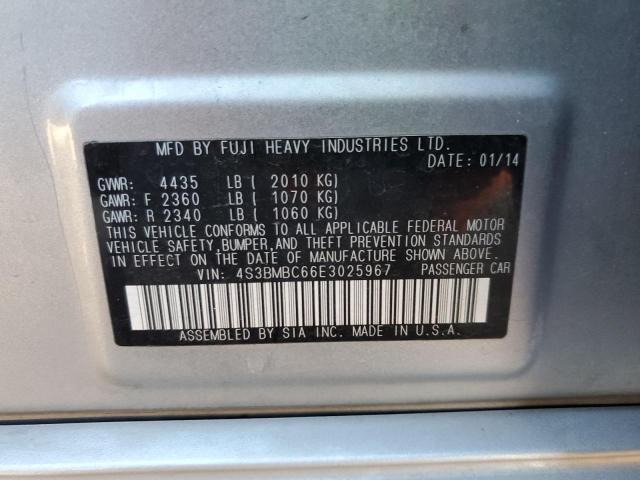 MFD BY FUJI HEAVY INDUSTRIES LTD.
DATE: 01/14
GVWR: 4435 LB ( 2010 KG)
GAWR: F 2360 LB ( 1070 KG)
GAWR: R 2340 LB ( 1060 KG)
THIS VEHICLE CONFORMS TO ALL APPLICABLE FEDERAL MOTOR
VEHICLE SAFETY, BUMPER, AND THEFT PREVENTION STANDARDS
IN EFFECT ON THE DATE OF MANUFACTURE SHOWN ABOVE.
VIN: 4S3BMBC66E3025967 PASSENGER CAR
ASSEMBLED BY SIA INC. MADE IN U.S.A.